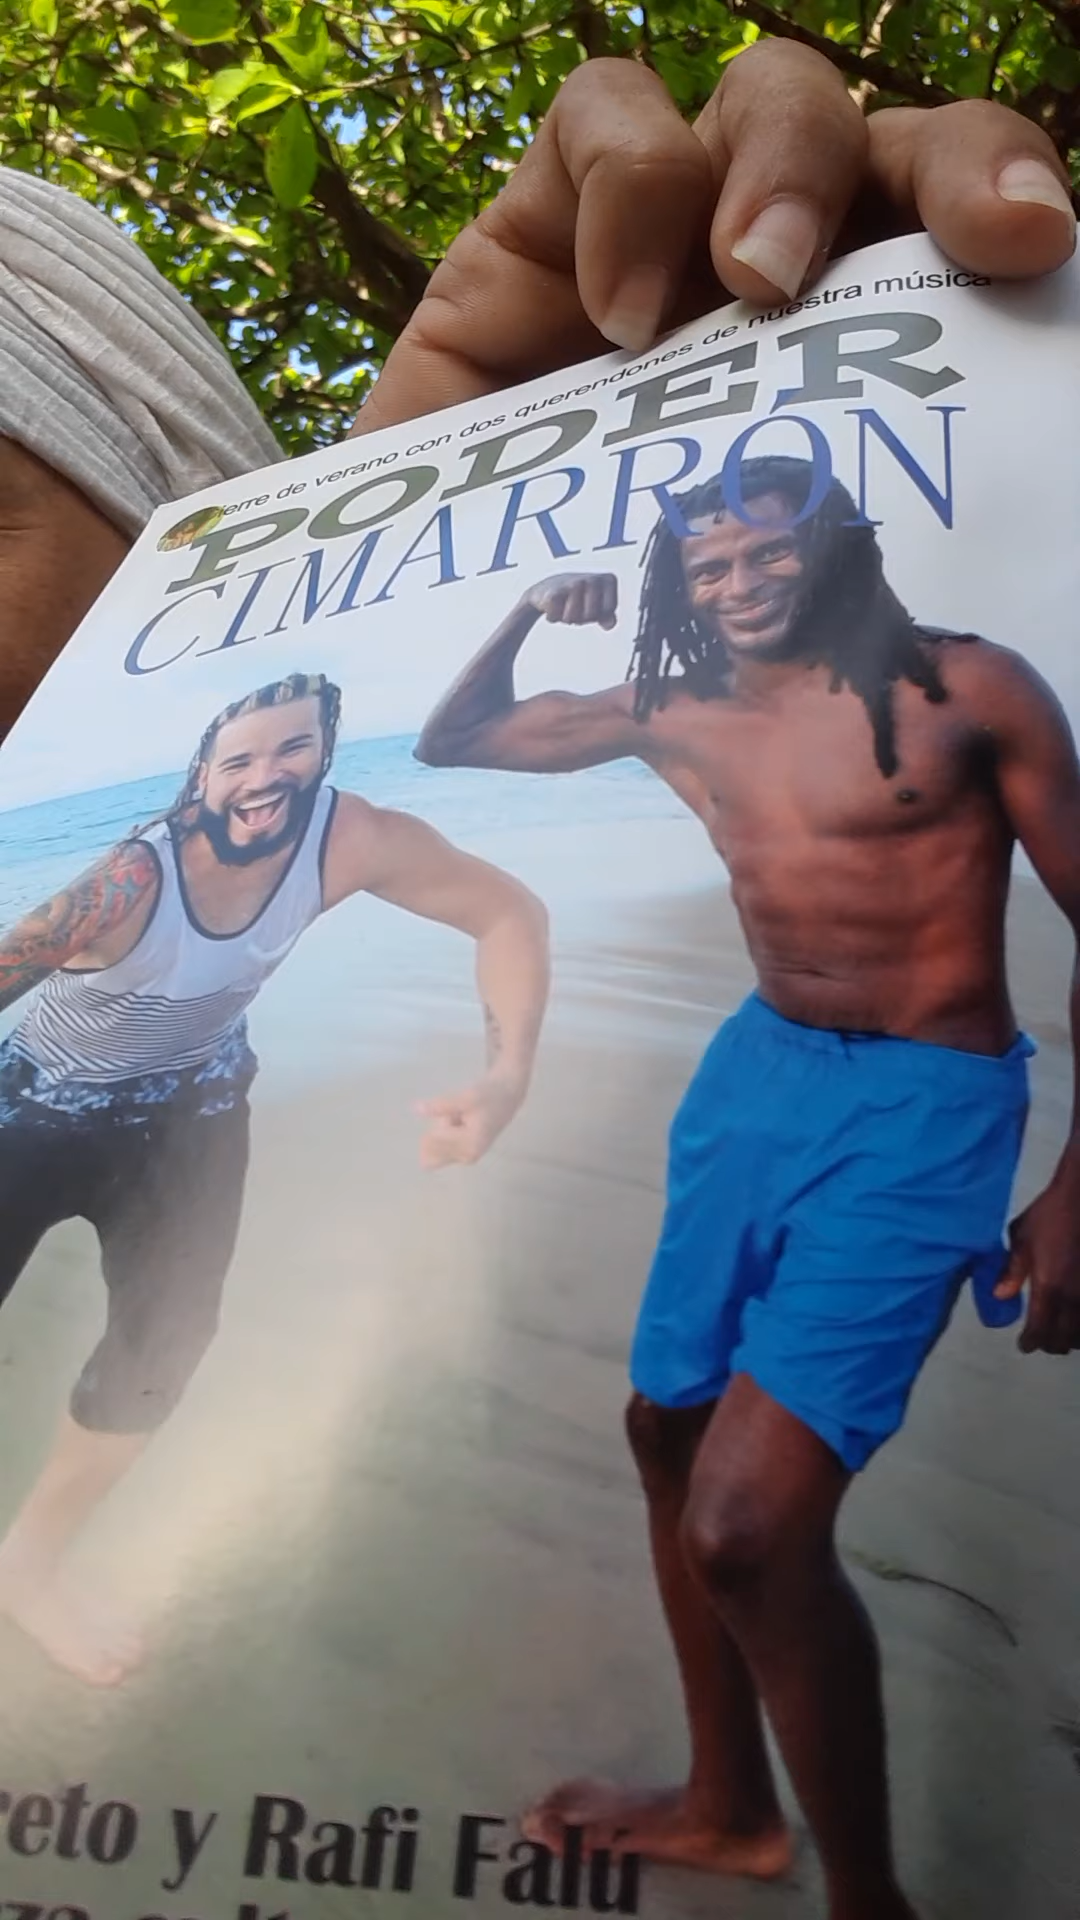 ierre de verano con dos querendones de nuestra música
PODER
CIMARRÓN
reto y Rafi Falú